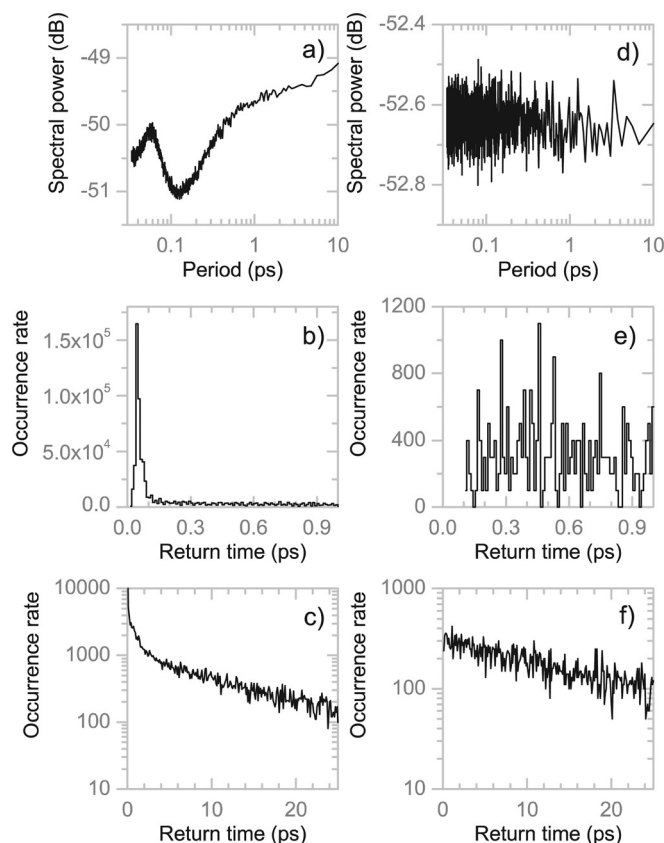 a)
Spectral power (dB)
-49
-50
-51
0.1
1
10
Period (ps)
d)
Spectral power (dB)
-52.4
-52.6
-52.8
0.1
1
10
Period (ps)
b)
Occurrence rate
1.5x10⁵
1.0x10⁵
5.0x10⁴
0.0
0.0
0.3
0.6
0.9
Return time (ps)
e)
Occurrence rate
1200
800
400
0
0.0
0.3
0.6
0.9
Return time (ps)
c)
Occurrence rate
10000
1000
100
10
0
10
20
Return time (ps)
f)
Occurrence rate
1000
100
10
0
10
20
Return time (ps)